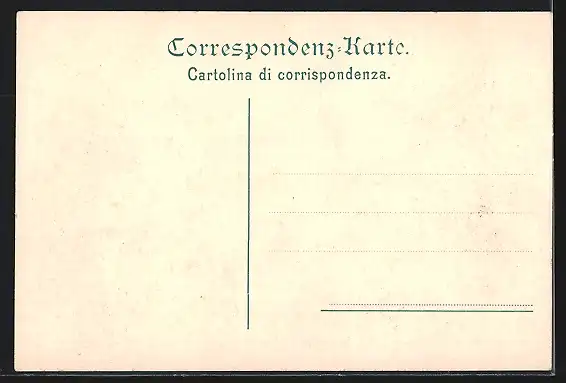 Correspondenz-Karte.
Cartolina di corrispondenza.